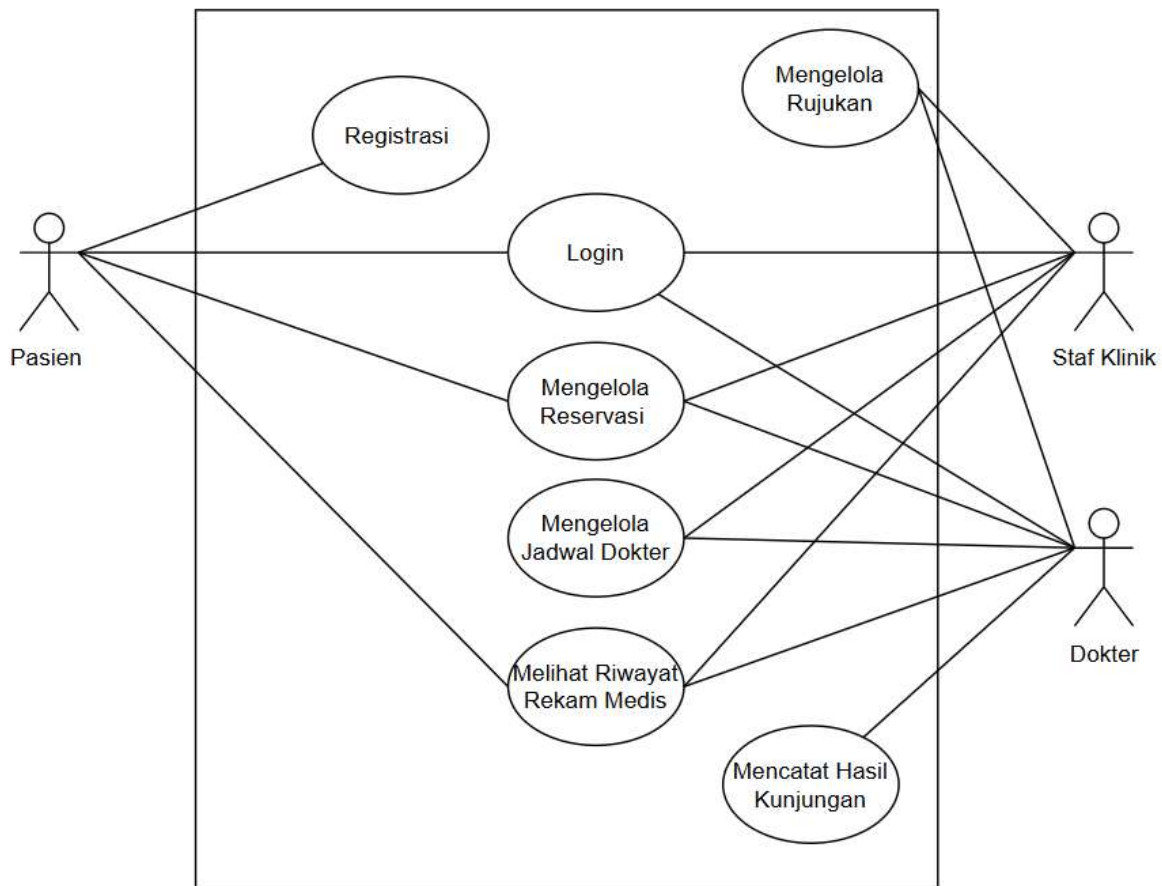 Mengelola
Rujukan
Registrasi
Login
Pasien
Staf Klinik
Mengelola
Reservasi
Mengelola
Jadwal Dokter
Dokter
Melihat Riwayat
Rekam Medis
Mencatat Hasil
Kunjungan